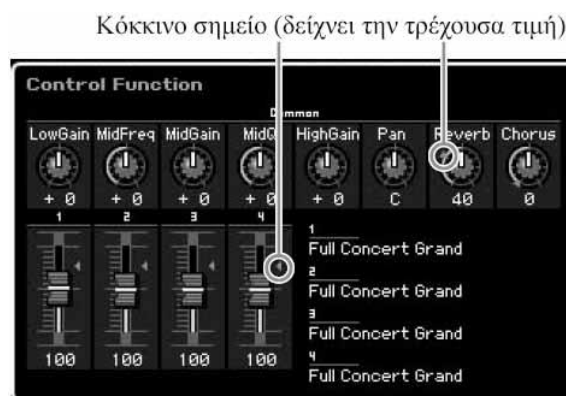 Κόκκινο σημείο (δείχνει την τρέχουσα τιμή)
Control Function
Common
LowGain MidFreq MidGain MidQ HighGain Pan Reverb Chorus
+ 0 + 0 + 0 + 0 + 0 C 40 0
1 2 3 4
1
Full Concert Grand
2
Full Concert Grand
3
Full Concert Grand
4
Full Concert Grand
100 100 100 100